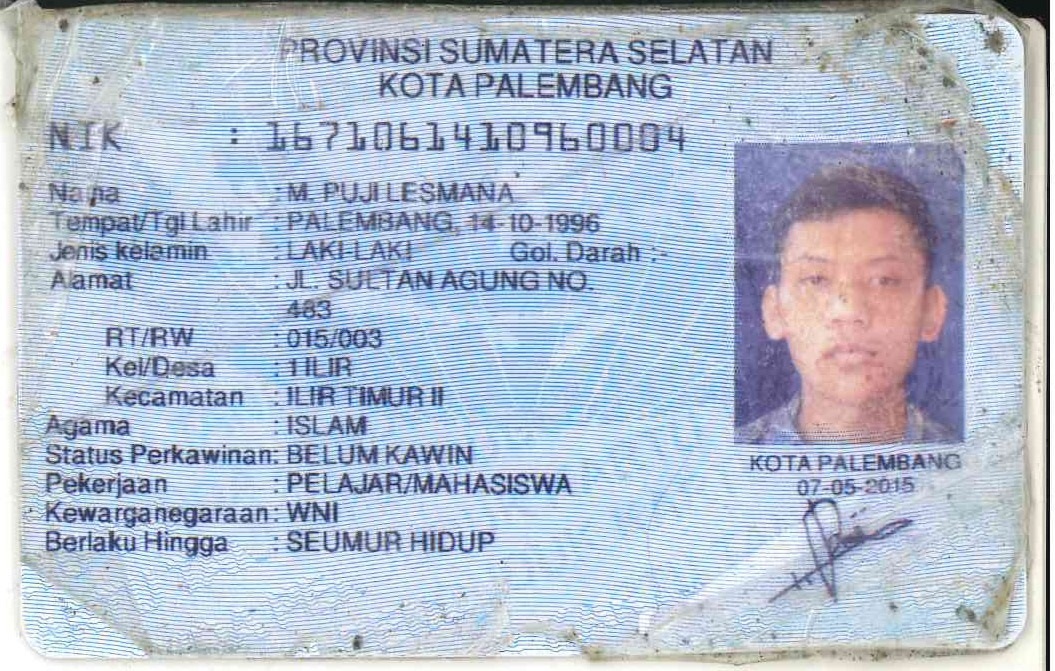 PROVINSI SUMATERA SELATAN
KOTA PALEMBANG
NIK : 1671061410960004
Nama : M. PUJI LESMANA
Tempat/Tgl Lahir : PALEMBANG, 14-10-1996
Jenis kelamin : LAKI-LAKI Gol. Darah :-
Alamat : JL. SULTAN AGUNG NO.
483
RT/RW : 015/003
Kel/Desa : 1 ILIR
Kecamatan : ILIR TIMUR II
Agama : ISLAM
Status Perkawinan: BELUM KAWIN
Pekerjaan : PELAJAR/MAHASISWA
Kewarganegaraan: WNI
Berlaku Hingga : SEUMUR HIDUP
KOTA PALEMBANG
07-05-2015